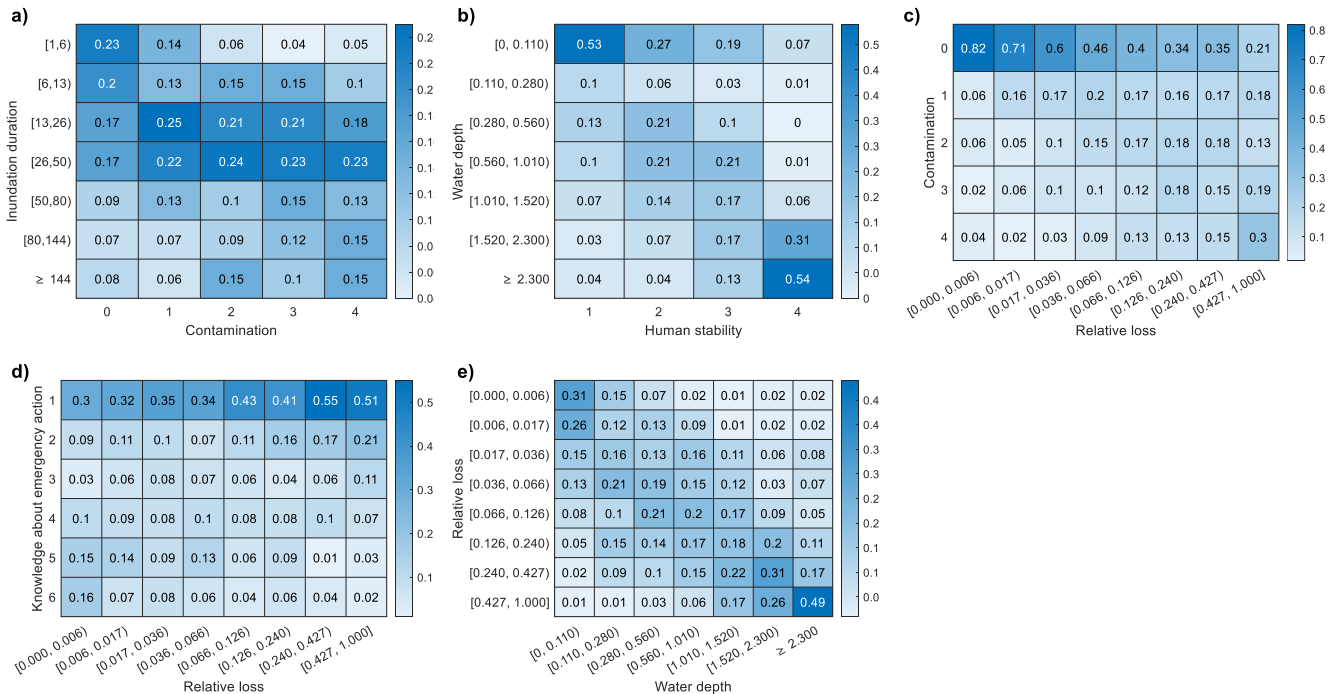 a)
Inundation duration
[1,6) 0.23 0.14 0.06 0.04 0.05
[6,13) 0.2 0.13 0.15 0.15 0.1
[13,26) 0.17 0.25 0.21 0.21 0.18
[26,50) 0.17 0.22 0.24 0.23 0.23
[50,80) 0.09 0.13 0.1 0.15 0.13
[80,144) 0.07 0.07 0.09 0.12 0.15
≥ 144 0.08 0.06 0.15 0.1 0.15
0 1 2 3 4
Contamination
0.2
0.2
0.1
0.1
0.1
0.1
0.1
0.0
0.0
0.0
0.0
b)
Water depth
[0, 0.110) 0.53 0.27 0.19 0.07
[0.110, 0.280) 0.1 0.06 0.03 0.01
[0.280, 0.560) 0.13 0.21 0.1 0
[0.560, 1.010) 0.1 0.21 0.21 0.01
[1.010, 1.520) 0.07 0.14 0.17 0.06
[1.520, 2.300) 0.03 0.07 0.17 0.31
≥ 2.300 0.04 0.04 0.13 0.54
1 2 3 4
Human stability
0.5
0.4
0.4
0.3
0.3
0.2
0.2
0.1
0.1
0.0
0
c)
Contamination
0 0.82 0.71 0.6 0.46 0.4 0.34 0.35 0.21
1 0.06 0.16 0.17 0.2 0.17 0.16 0.17 0.18
2 0.06 0.05 0.1 0.15 0.17 0.18 0.18 0.13
3 0.02 0.06 0.1 0.1 0.12 0.18 0.15 0.19
4 0.04 0.02 0.03 0.09 0.13 0.13 0.15 0.3
[0.000, 0.006) [0.006, 0.017) [0.017, 0.036) [0.036, 0.066) [0.066, 0.126) [0.126, 0.240) [0.240, 0.427) [0.427, 1.000]
Relative loss
0.8
0.7
0.6
0.5
0.4
0.3
0.2
0.1
d)
Knowledge about emergency action
1 0.3 0.32 0.35 0.34 0.43 0.41 0.55 0.51
2 0.09 0.11 0.1 0.07 0.11 0.16 0.17 0.21
3 0.03 0.06 0.08 0.07 0.06 0.04 0.06 0.11
4 0.1 0.09 0.08 0.1 0.08 0.08 0.1 0.07
5 0.15 0.14 0.09 0.13 0.06 0.09 0.01 0.03
6 0.16 0.07 0.08 0.06 0.04 0.06 0.04 0.02
[0.000, 0.006) [0.006, 0.017) [0.017, 0.036) [0.036, 0.066) [0.066, 0.126) [0.126, 0.240) [0.240, 0.427) [0.427, 1.000]
Relative loss
0.5
0.4
0.3
0.2
0.1
e)
Relative loss
[0.000, 0.006) 0.31 0.15 0.07 0.02 0.01 0.02 0.02
[0.006, 0.017) 0.26 0.12 0.13 0.09 0.01 0.02 0.02
[0.017, 0.036) 0.15 0.16 0.13 0.16 0.11 0.06 0.08
[0.036, 0.066) 0.13 0.21 0.19 0.15 0.12 0.03 0.07
[0.066, 0.126) 0.08 0.1 0.21 0.2 0.17 0.09 0.05
[0.126, 0.240) 0.05 0.15 0.14 0.17 0.18 0.2 0.11
[0.240, 0.427) 0.02 0.09 0.1 0.15 0.22 0.31 0.17
[0.427, 1.000] 0.01 0.01 0.03 0.06 0.17 0.26 0.49
[0, 0.110) [0.110, 0.280) [0.280, 0.560) [0.560, 1.010) [1.010, 1.520) [1.520, 2.300) ≥ 2.300
Water depth
0.4
0.4
0.3
0.3
0.2
0.2
0.1
0.1
0.0